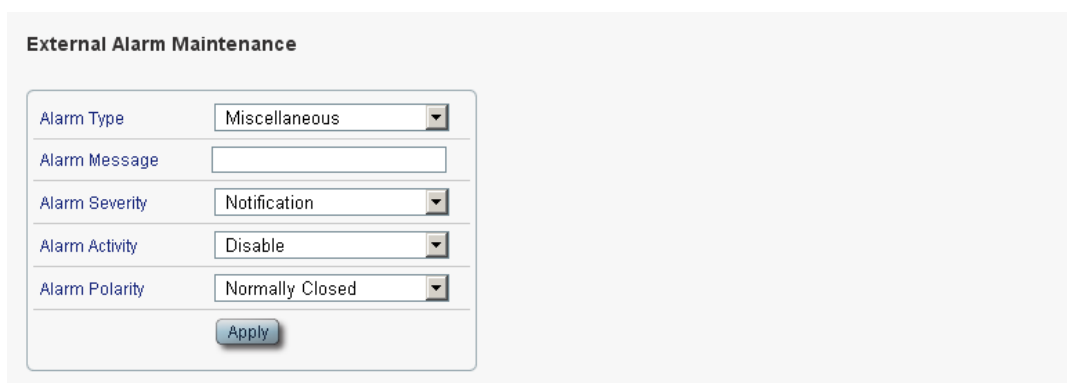 External Alarm Maintenance
Alarm Type Miscellaneous
Alarm Message
Alarm Severity Notification
Alarm Activity Disable
Alarm Polarity Normally Closed
Apply